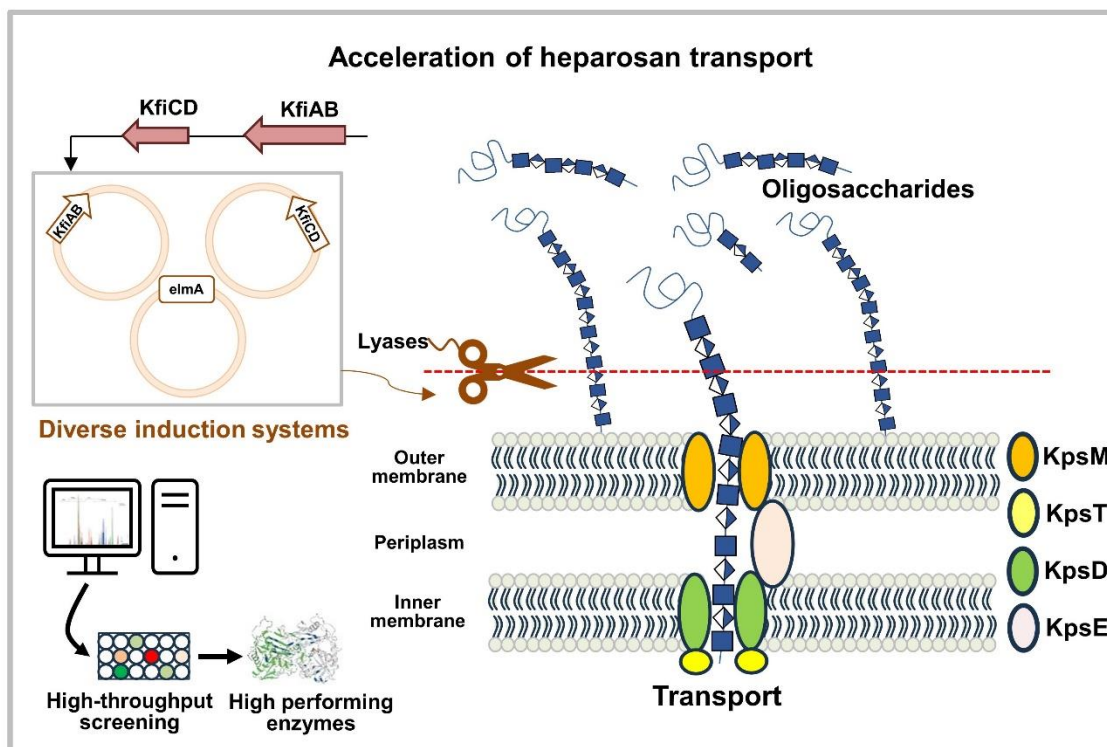 Acceleration of heparosan transport
KfiCD
KfiAB
KfiAB
KfiCD
elmA
Diverse induction systems
Lyases
Oligosaccharides
Outer
membrane
Periplasm
Inner
membrane
Transport
KpsM
KpsT
KpsD
KpsE
High-throughput
screening
High performing
enzymes